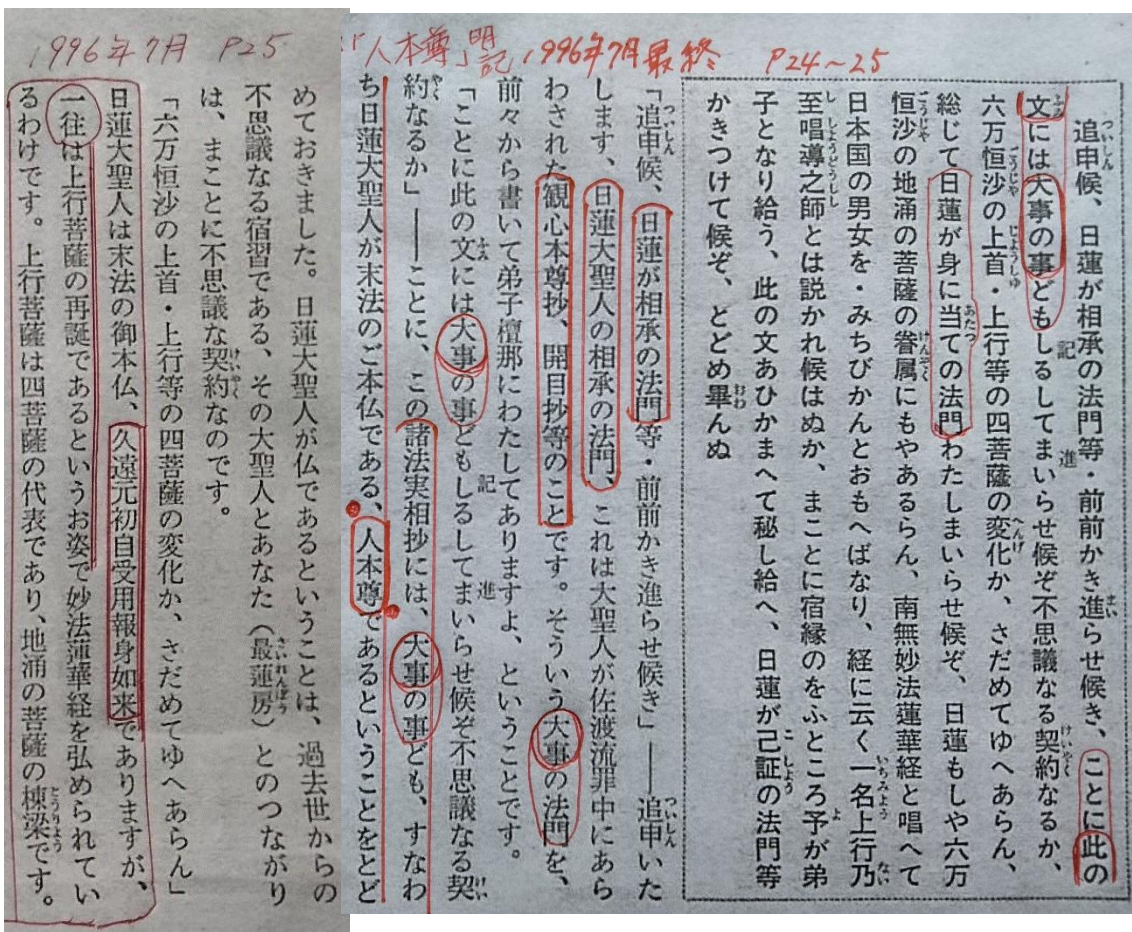 「人本尊」明記 1996年7月最終 P24～25
追申候、日蓮が相承の法門等・前前かき進らせ候き、ことに此の
文には大事の事どもしるしてまいらせ候ぞ不思議なる契約なるか、
六万恒沙の上首・上行等の四菩薩の変化か、さだめてゆへあらん、
総じて日蓮が身に当ての法門わたしまいらせ候ぞ、日蓮もしや六万
恒沙の地涌の菩薩の眷属にもやあるらん、南無妙法蓮華経と唱へて
日本国の男女を・みちびかんとおもへばなり、経に云く一名上行乃
至唱導之師とは説かれ候はぬか、まことに宿縁のをふところ予が弟
子となり給う、此の文あひかまへて秘し給へ、日蓮が己証の法門等
かきつけて候ぞ、とどめ畢んぬ
「追申候、日蓮が相承の法門等・前前かき進らせ候き」――追申いた
します、日蓮大聖人の相承の法門、これは大聖人が佐渡流罪中にあら
わされた観心本尊抄、開目抄等のことです。そういう大事の法門を、
前々から書いて弟子檀那にわたしてありますよ、ということです。
「ことに此の文には大事の事どもしるしてまいらせ候ぞ不思議なる契
約なるか」――ことに、この諸法実相抄には、大事の事ども、すなわ
ち日蓮大聖人が末法のご本仏である、人本尊であるということをとど
1996年7月 P25
めておきました。日蓮大聖人が仏であるということは、過去世からの
不思議なる宿習である、その大聖人とあなた（最蓮房）とのつながり
は、まことに不思議な契約なのです。
「六万恒沙の上首・上行等の四菩薩の変化か、さだめてゆへあらん」
日蓮大聖人は末法の御本仏、久遠元初自受用報身如来でありますが、
一往は上行菩薩の再誕であるというお姿で妙法蓮華経を弘められてい
るわけです。上行菩薩は四菩薩の代表であり、地涌の菩薩の棟梁です。